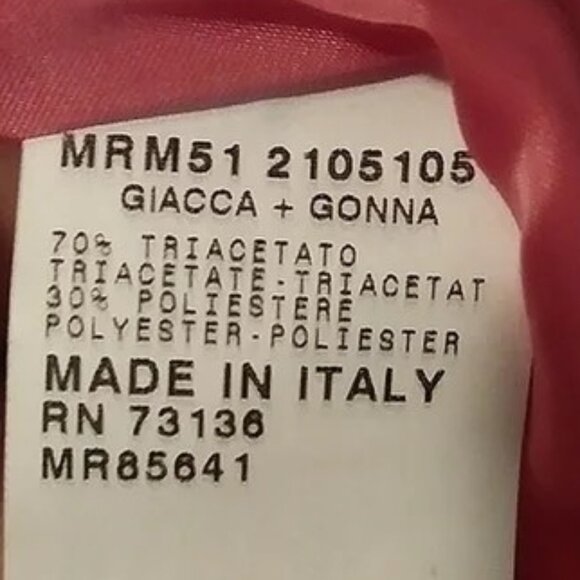 MRM51 2105105
GIACCA + GONNA
70% TRIACETATO
TRIACETATE-TRIACETAT
30% POLIESTERE
POLYESTER-POLIESTER
MADE IN ITALY
RN 73136
MR85641